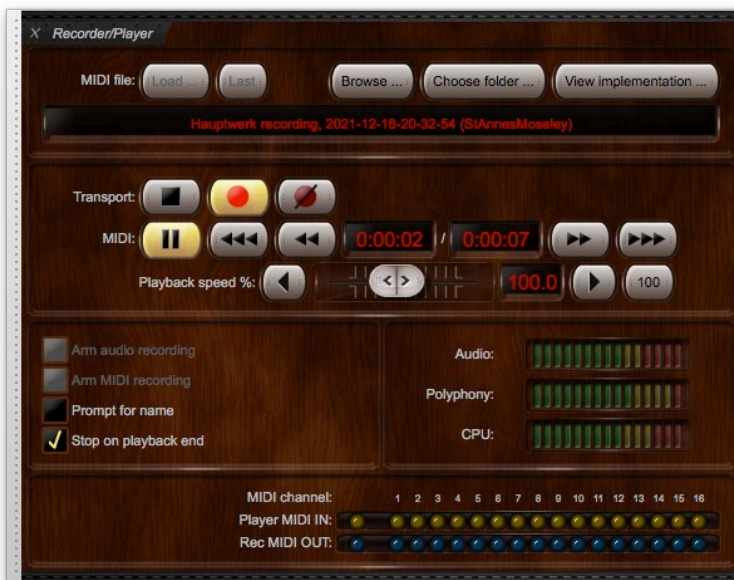 X Recorder/Player
MIDI file: Load ... Last Browse ... Choose folder ... View implementation ...
Hauptwerk recording, 2021-12-18-20-32-54 (StAnnesMoseley)
Transport:
MIDI: 0:00:02 / 0:00:07
Playback speed %: 100.0 100
Arm audio recording
Arm MIDI recording
Prompt for name
Stop on playback end
Audio:
Polyphony:
CPU:
MIDI channel: 1 2 3 4 5 6 7 8 9 10 11 12 13 14 15 16
Player MIDI IN:
Rec MIDI OUT: